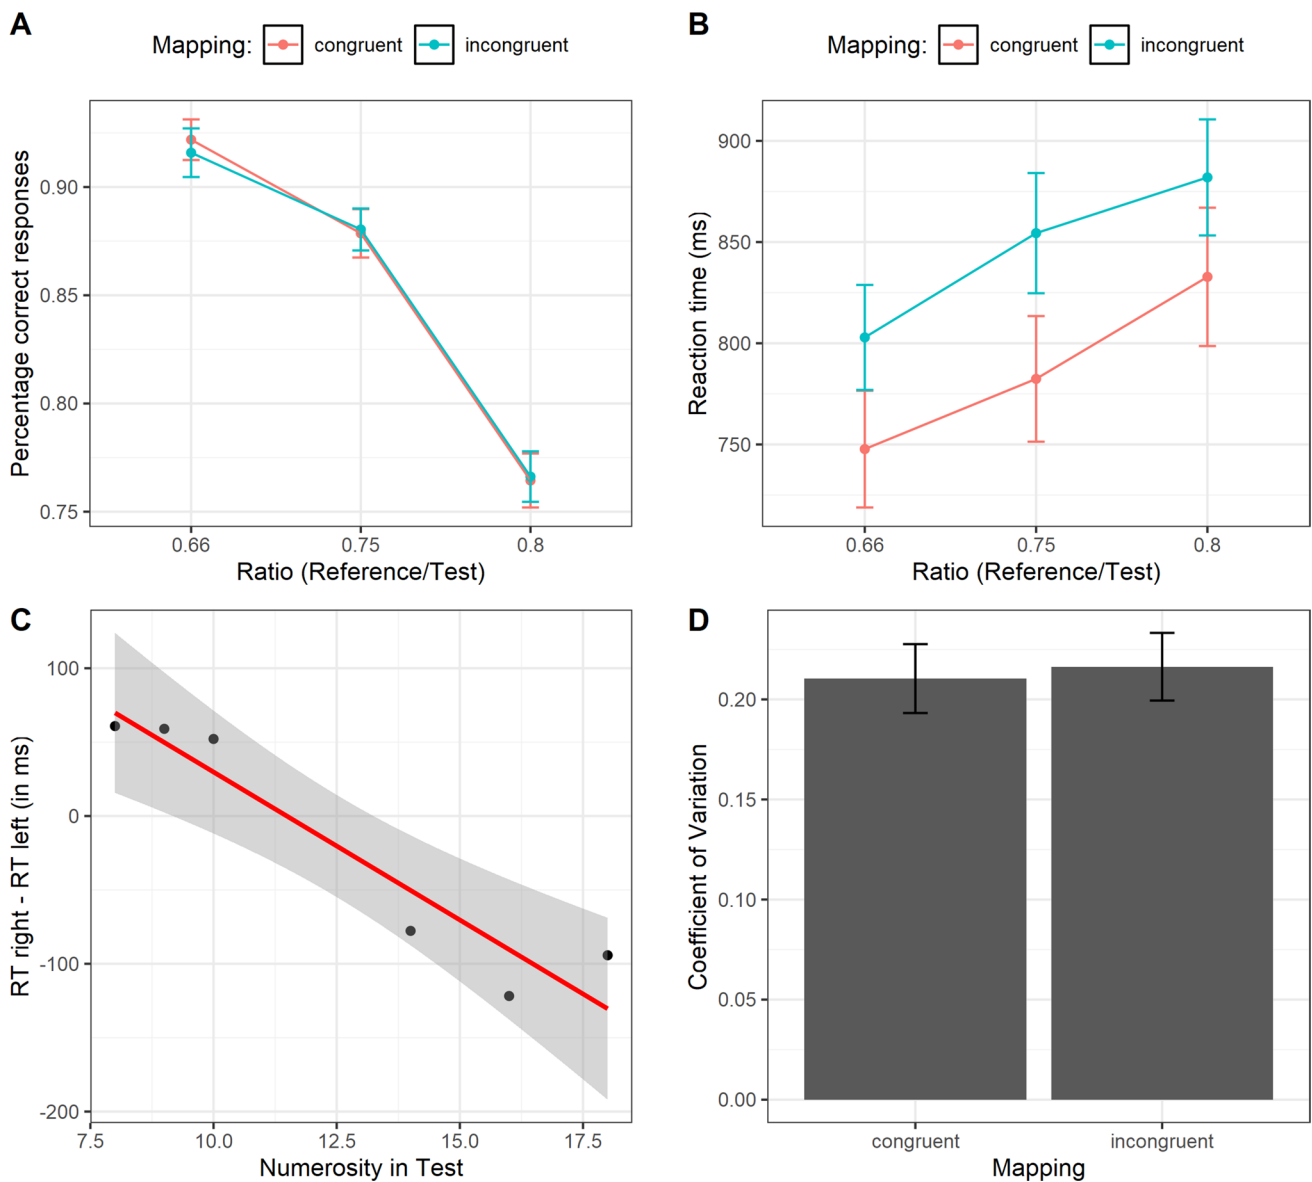 A
Mapping: congruent incongruent
Percentage correct responses
0.90
0.85
0.80
0.75
0.66 0.75 0.8
Ratio (Reference/Test)
B
Mapping: congruent incongruent
Reaction time (ms)
900
850
800
750
0.66 0.75 0.8
Ratio (Reference/Test)
C
RT right - RT left (in ms)
100
0
-100
-200
7.5 10.0 12.5 15.0 17.5
Numerosity in Test
D
Coefficient of Variation
0.20
0.15
0.10
0.05
0.00
congruent incongruent
Mapping